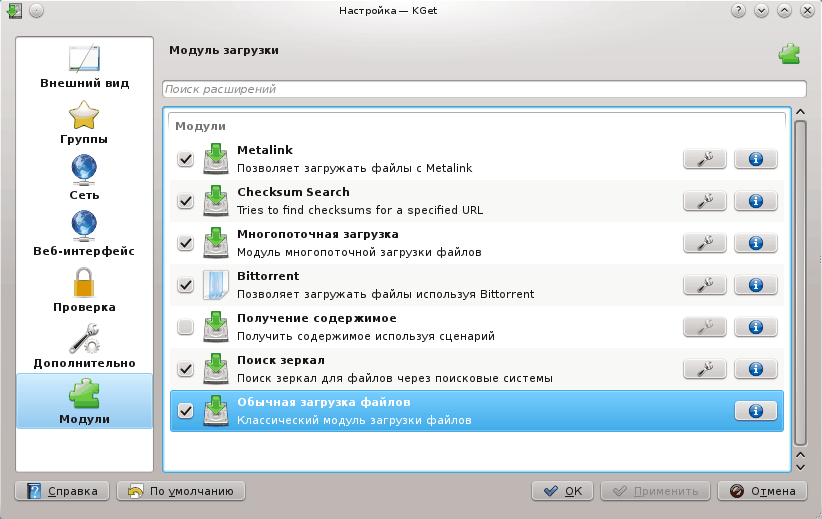 Настройка — KGet
Внешний вид
Группы
Сеть
Веб-интерфейс
Проверка
Дополнительно
Модули
Модуль загрузки
Поиск расширений
Модули
Metalink
Позволяет загружать файлы с Metalink
Checksum Search
Tries to find checksums for a specified URL
Многопоточная загрузка
Модуль многопоточной загрузки файлов
Bittorrent
Позволяет загружать файлы используя Bittorrent
Получение содержимое
Получить содержимое используя сценарий
Поиск зеркал
Поиск зеркал для файлов через поисковые системы
Обычная загрузка файлов
Классический модуль загрузки файлов
Справка
По умолчанию
OK
Применить
Отмена